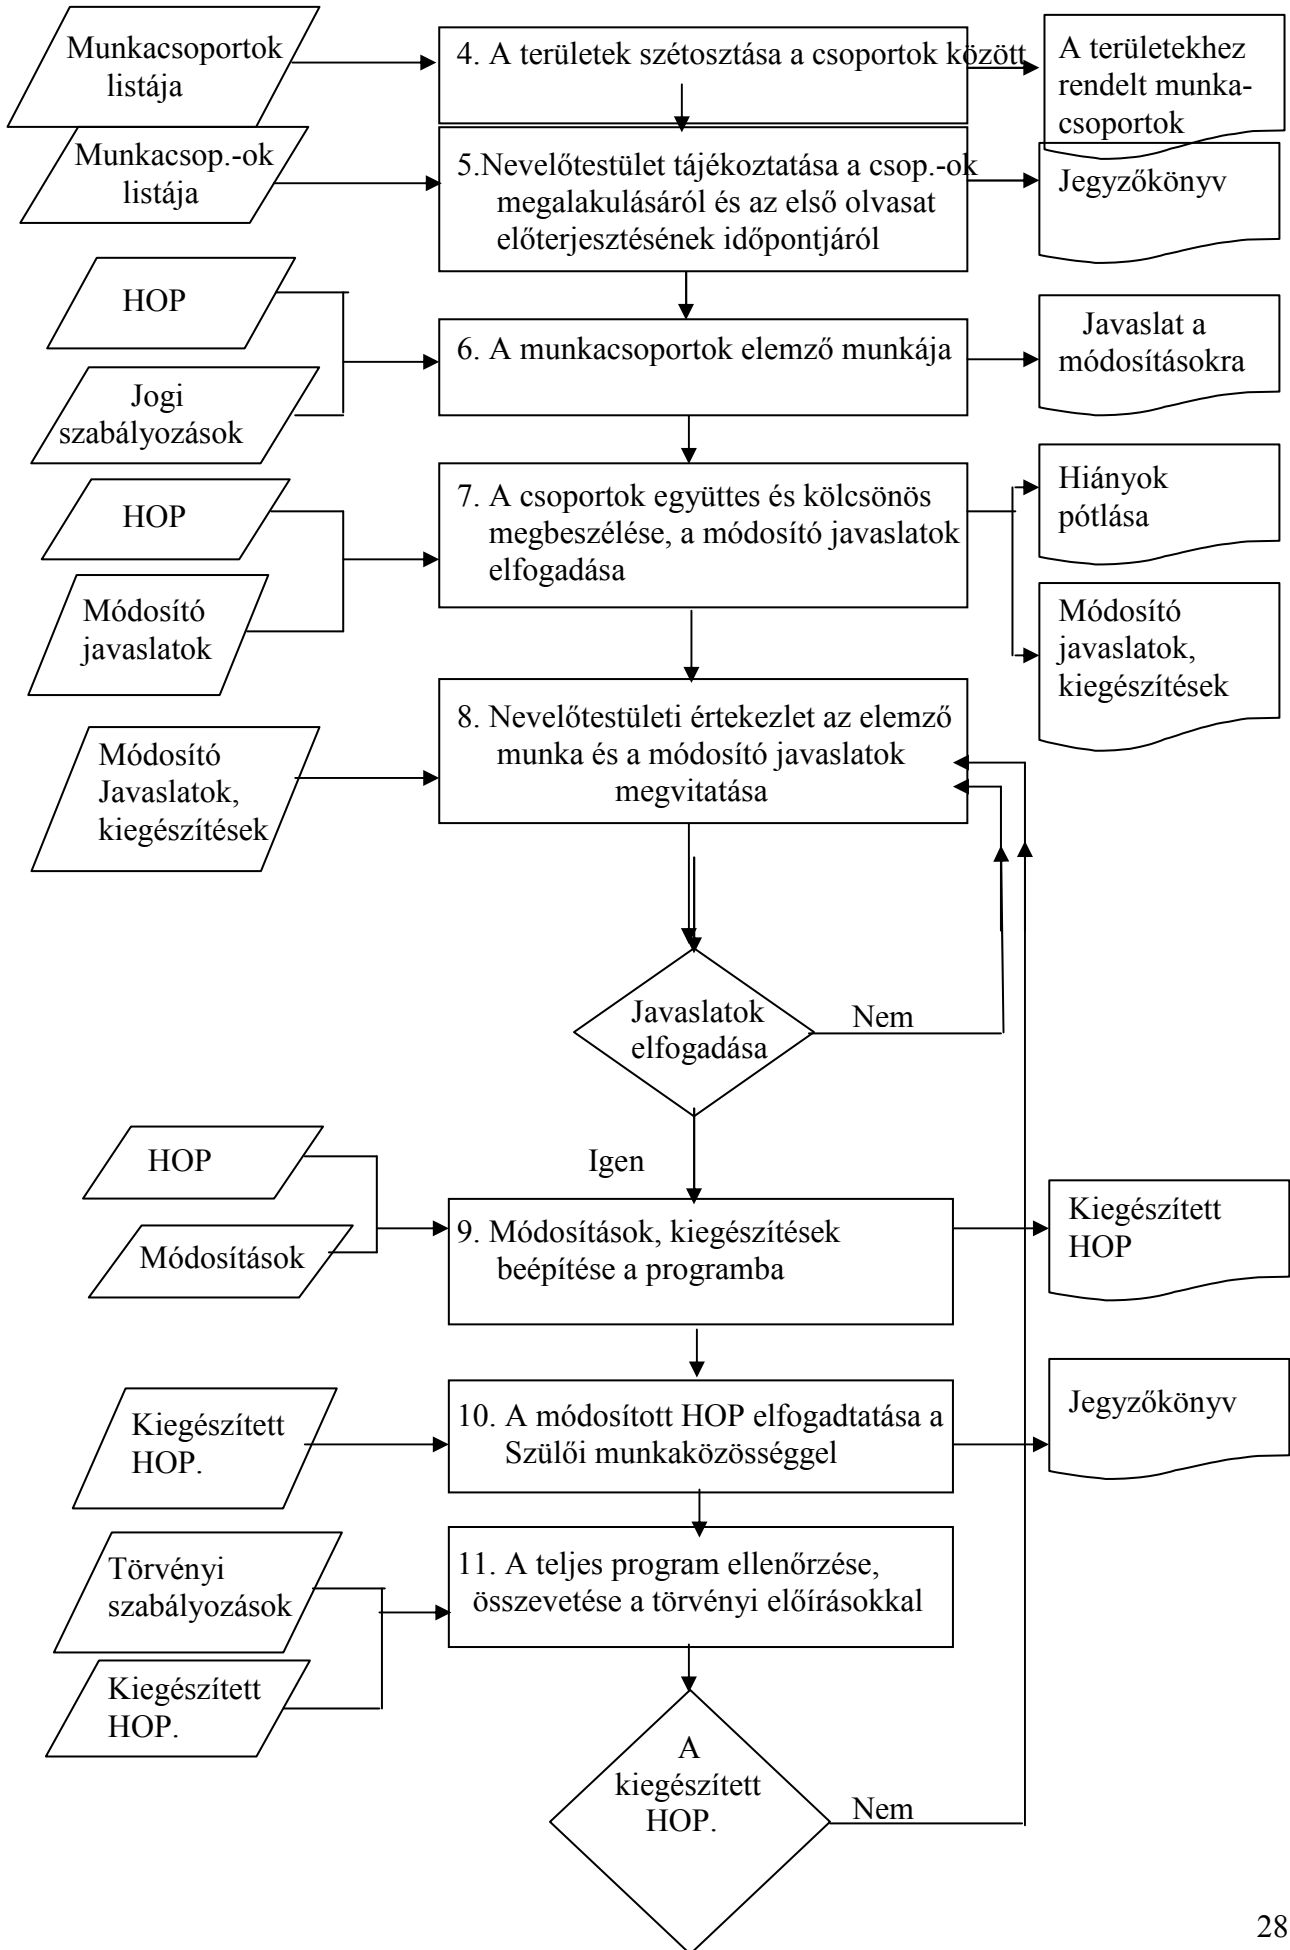 Munkacsoportok
listája
4. A területek szétosztása a csoportok között
A területekhez
rendelt munka-
csoportok
Munkacsop.-ok
listája
5.Nevelőtestület tájékoztatása a csop.-ok
megalakulásáról és az első olvasat
előterjesztésének időpontjáról
Jegyzőkönyv
HOP
Jogi
szabályozások
6. A munkacsoportok elemző munkája
Javaslat a
módosításokra
HOP
Módosító
javaslatok
7. A csoportok együttes és kölcsönös
megbeszélése, a módosító javaslatok
elfogadása
Hiányok
pótlása
Módosító
javaslatok,
kiegészítések
Módosító
Javaslatok,
kiegészítések
8. Nevelőtestületi értekezlet az elemző
munka és a módosító javaslatok
megvitatása
Javaslatok
elfogadása
Nem
Igen
HOP
Módosítások
9. Módosítások, kiegészítések
beépítése a programba
Kiegészített
HOP
Kiegészített
HOP.
10. A módosított HOP elfogadtatása a
Szülői munkaközösséggel
Jegyzőkönyv
Törvényi
szabályozások
Kiegészített
HOP.
11. A teljes program ellenőrzése,
összevetése a törvényi előírásokkal
A
kiegészített
HOP.
Nem
28